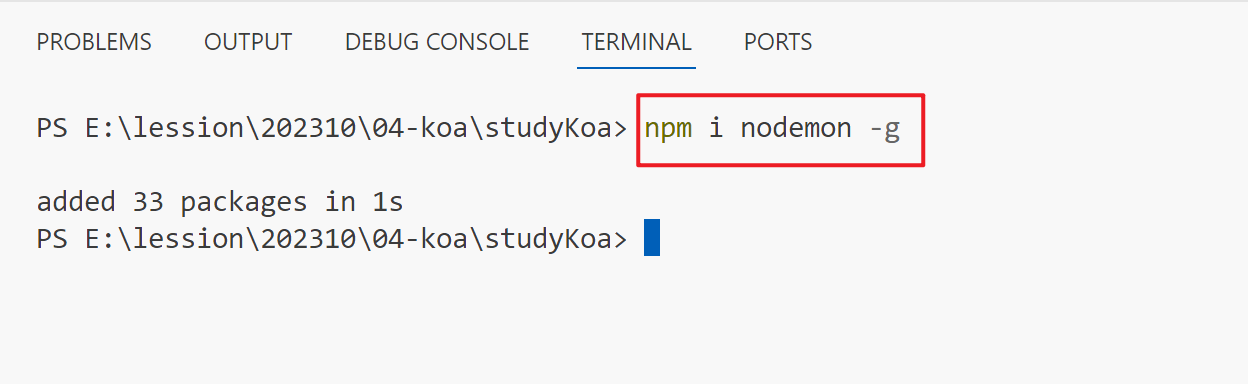 PROBLEMS OUTPUT DEBUG CONSOLE TERMINAL PORTS
PS E:\lession\202310\04-koa\studyKoa> npm i nodemon -g
added 33 packages in 1s
PS E:\lession\202310\04-koa\studyKoa>